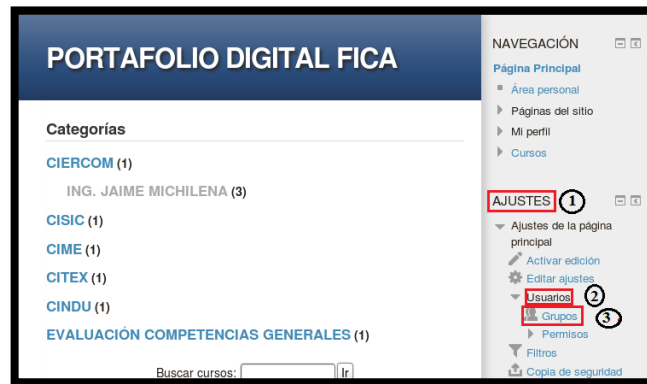 PORTAFOLIO DIGITAL FICA
Categorías
CIERCOM (1)
ING. JAIME MICHILENA (3)
CISIC (1)
CIME (1)
CITEX (1)
CINDU (1)
EVALUACIÓN COMPETENCIAS GENERALES (1)
Buscar cursos:
Ir
NAVEGACIÓN
Página Principal
Área personal
Páginas del sitio
Mi perfil
Cursos
AJUSTES 1
Ajustes de la página
principal
Activar edición
Editar ajustes
Usuarios 2
Grupos 3
Permisos
Filtros
Copia de seguridad